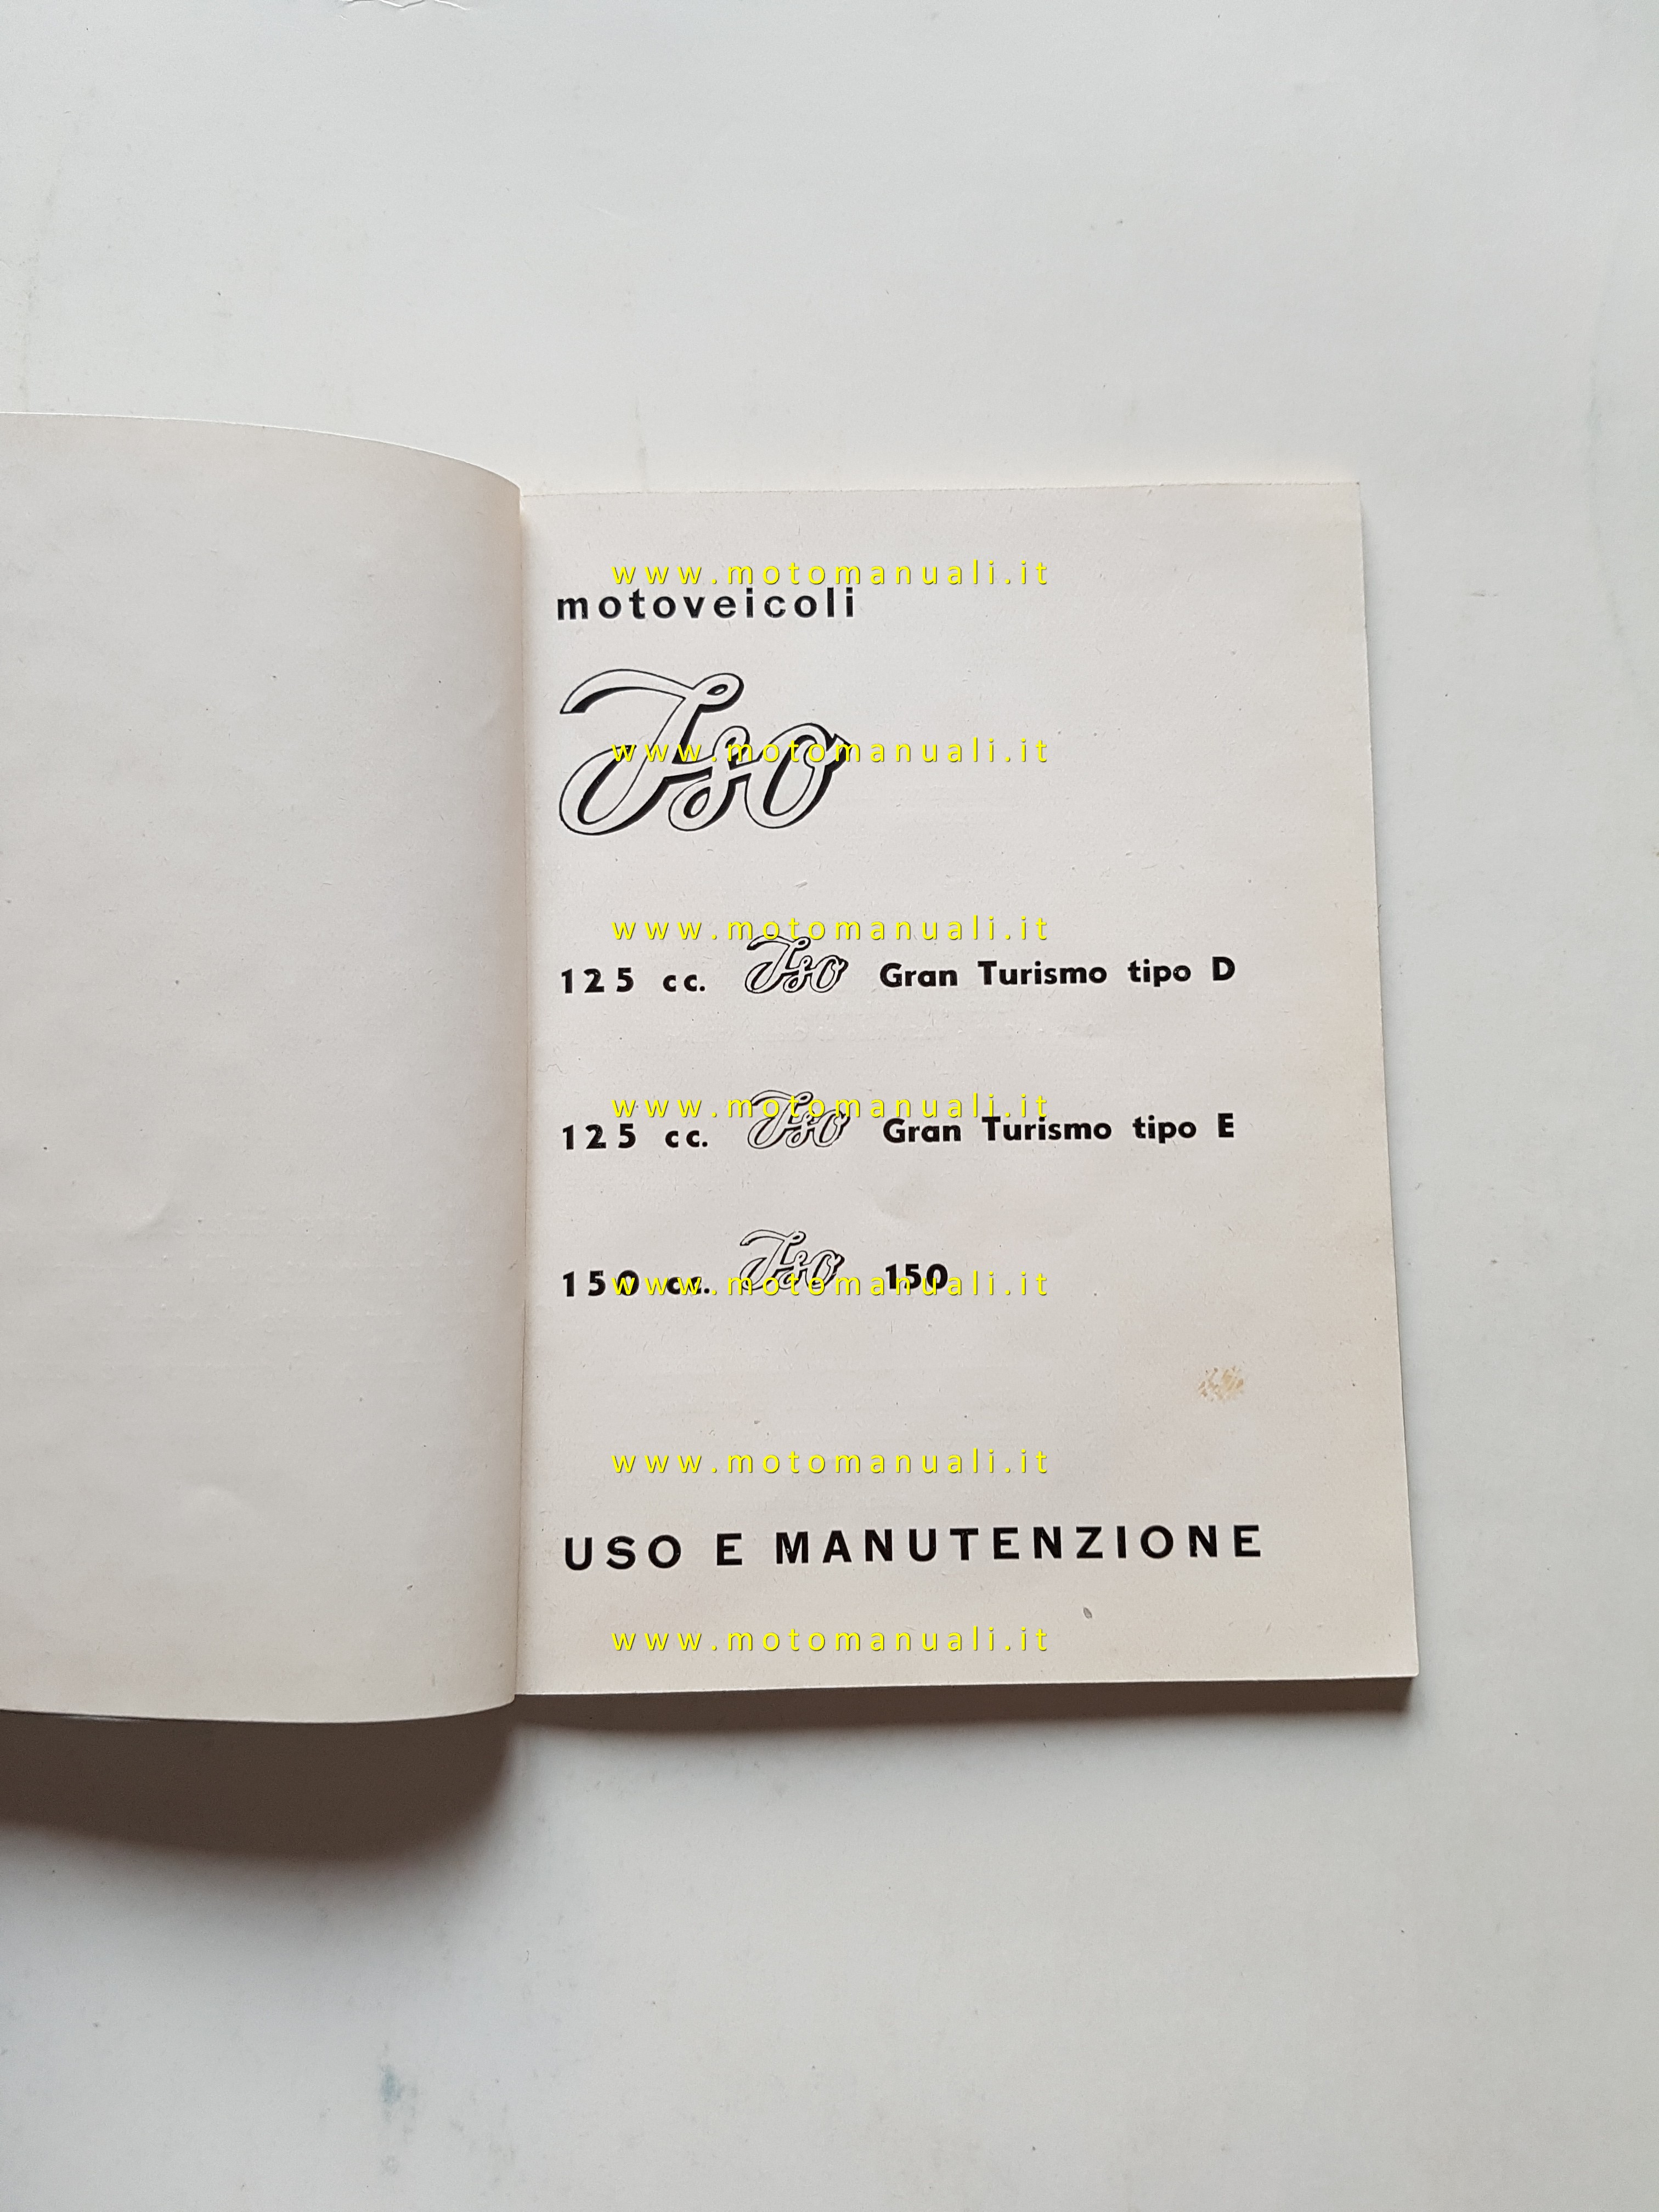 www.motomanuali.it
motoveicoli
Iso
www.motomanuali.it
www.motomanuali.it
125 cc. Iso Gran Turismo tipo D
www.motomanuali.it
125 cc. Iso Gran Turismo tipo E
150 cc. Iso 150
www.motomanuali.it
www.motomanuali.it
USO E MANUTENZIONE
www.motomanuali.it